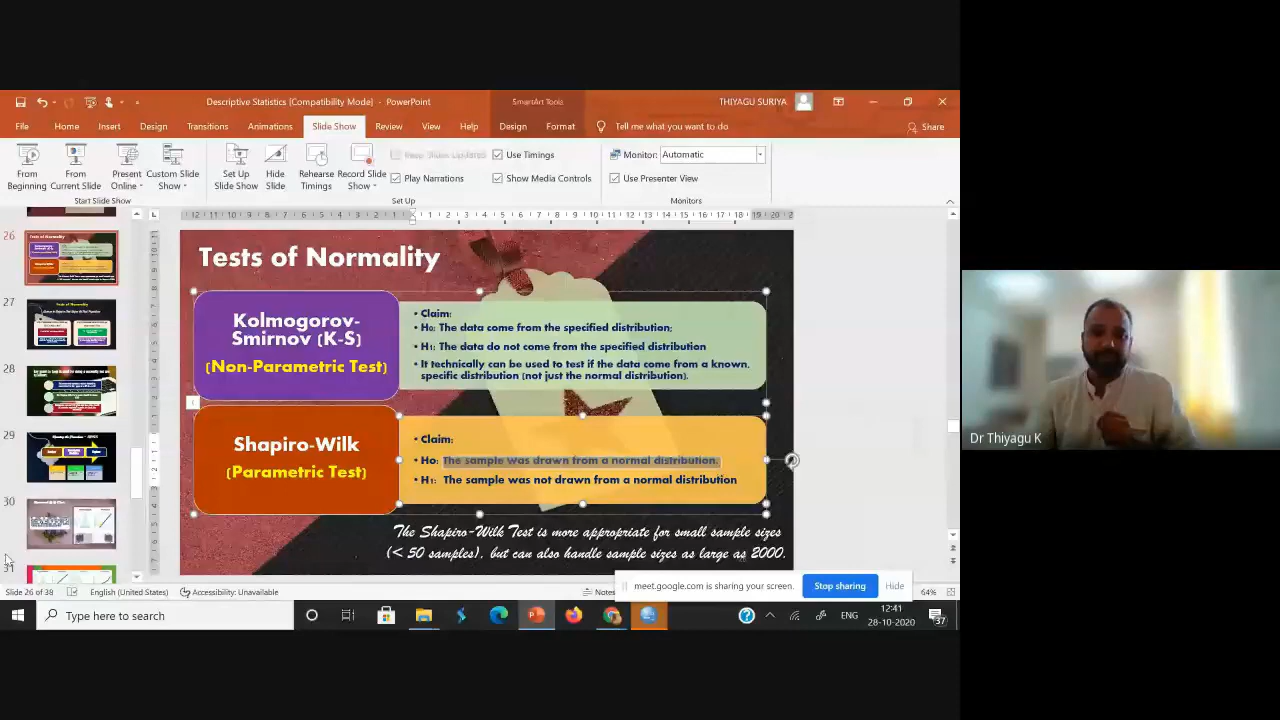 Descriptive Statistics [Compatibility Mode] - PowerPoint
SmartArt Tools
THIYAGU SURIYA
File Home Insert Design Transitions Animations Slide Show Review View Help Design Format Tell me what you want to do Share
From Beginning
From Current Slide
Present Online
Custom Slide Show
Set Up Slide Show
Hide Slide
Rehearse Timings
Record Slide Show
Use Timings
Play Narrations
Show Media Controls
Monitor: Automatic
Use Presenter View
Start Slide Show
Set Up
Monitors
26
27
28
29
30
31
Tests of Normality
Kolmogorov-
Smirnov (K-S)
(Non-Parametric Test)
• Claim:
• H0: The data come from the specified distribution;
• H1: The data do not come from the specified distribution
• It technically can be used to test if the data come from a known,
specific distribution (not just the normal distribution).
Shapiro-Wilk
(Parametric Test)
• Claim:
• Ho: The sample was drawn from a normal distribution.
• H1: The sample was not drawn from a normal distribution
The Shapiro-Wilk Test is more appropriate for small sample sizes
(< 50 samples), but can also handle sample sizes as large as 2000.
Dr Thiyagu K
meet.google.com is sharing your screen.
Stop sharing
Hide
Slide 26 of 38
English (United States)
Accessibility: Unavailable
Notes
64%
Type here to search
ENG
12:41
28-10-2020
37